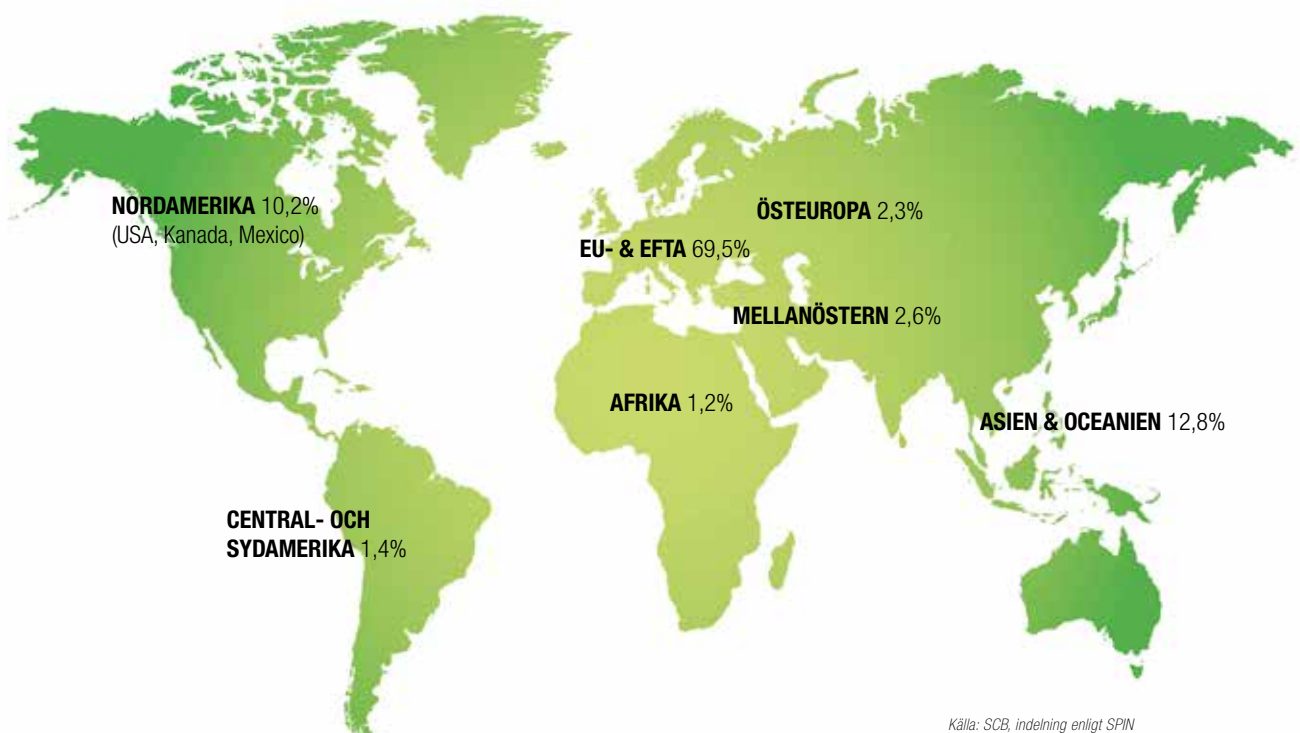 NORDAMERIKA 10,2%
(USA, Kanada, Mexico)
ÖSTEUROPA 2,3%
EU- & EFTA 69,5%
MELLANÖSTERN 2,6%
AFRIKA 1,2%
ASIEN & OCEANIEN 12,8%
CENTRAL- OCH
SYDAMERIKA 1,4%
Källa: SCB, indelning enligt SPIN